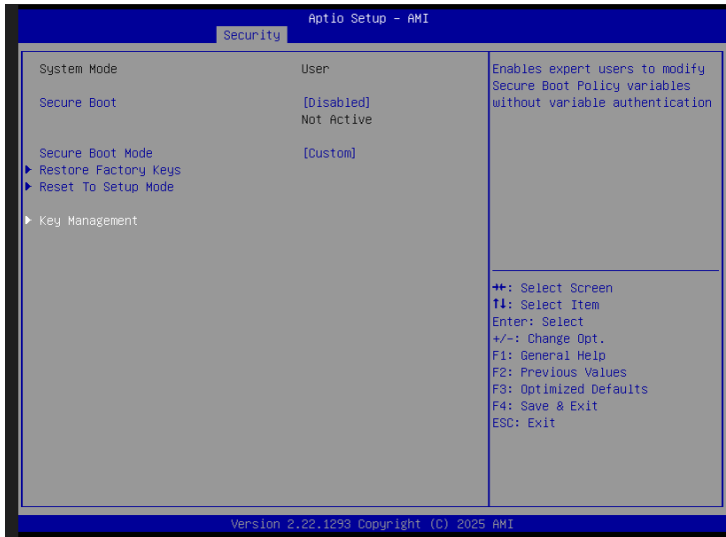 Aptio Setup - AMI
Security
System Mode User
Secure Boot [Disabled]
Not Active
Secure Boot Mode [Custom]
Restore Factory Keys
Reset To Setup Mode
Key Management
Enables expert users to modify
Secure Boot Policy variables
without variable authentication
→←: Select Screen
↑↓: Select Item
Enter: Select
+/-: Change Opt.
F1: General Help
F2: Previous Values
F3: Optimized Defaults
F4: Save & Exit
ESC: Exit
Version 2.22.1293 Copyright (C) 2025 AMI